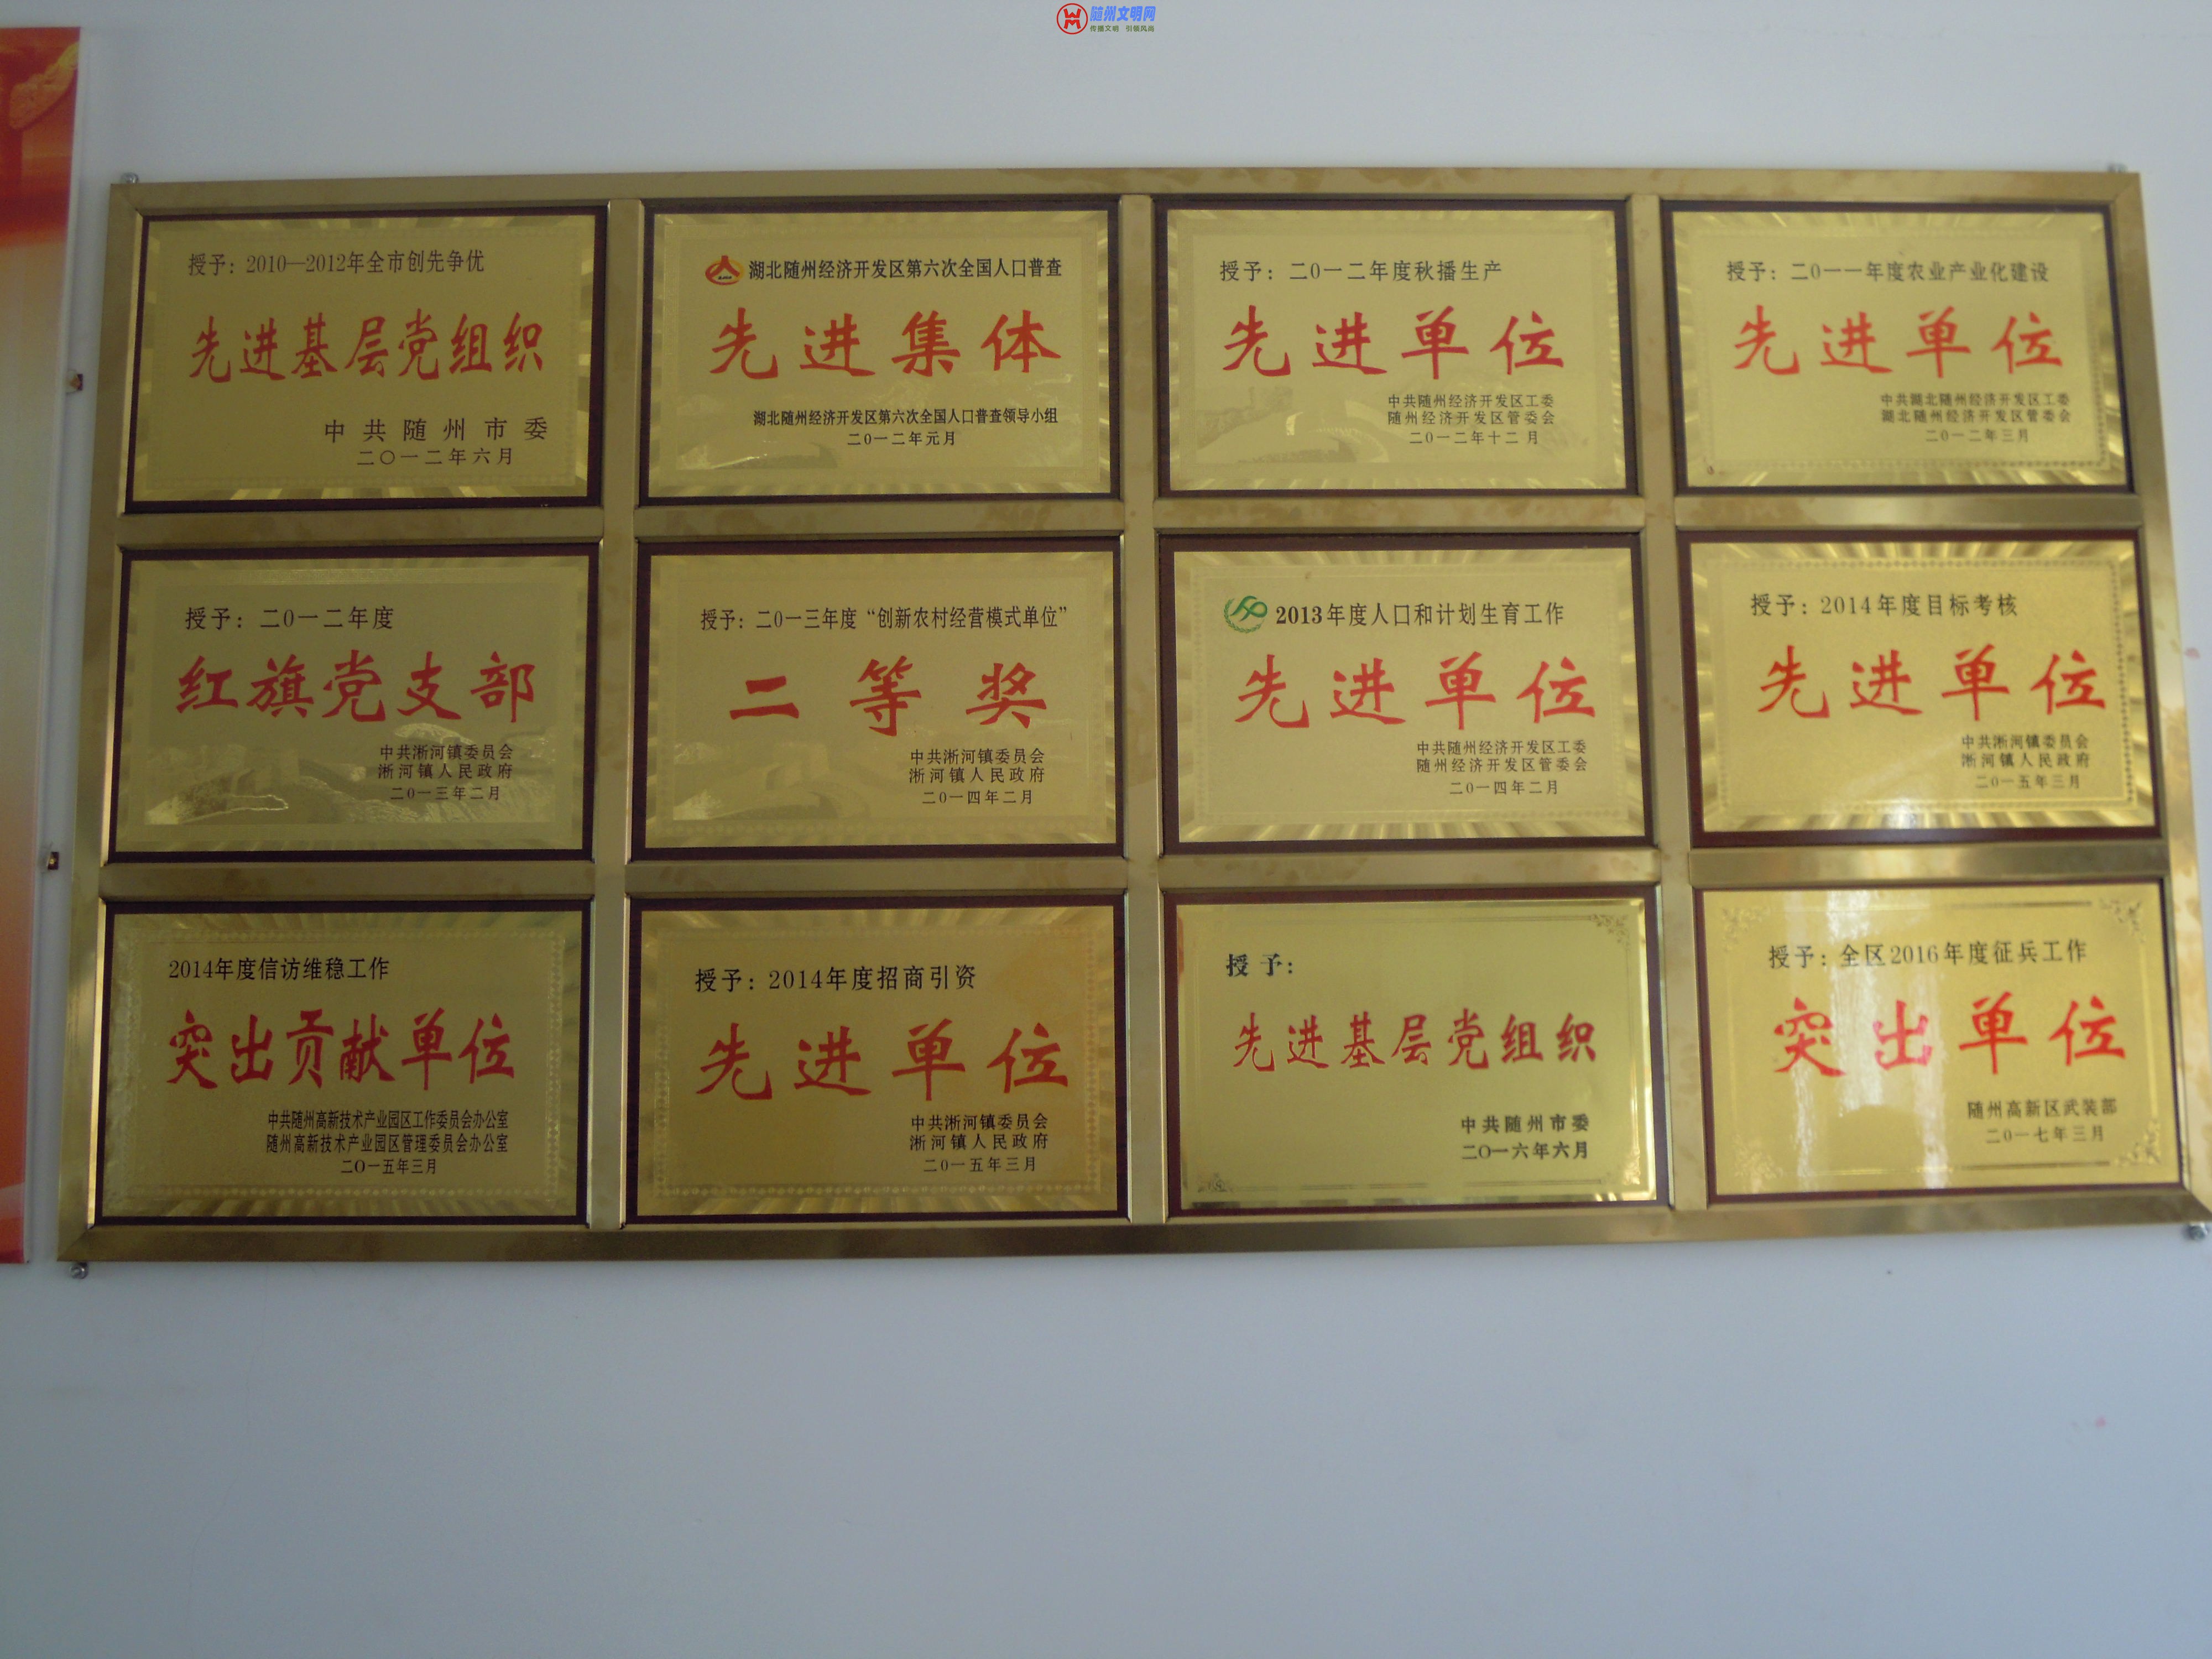 随州文明网
传播文明 引领风尚
授予：2010—2012年全市创先争优
先进基层党组织
中共随州市委
二〇一二年六月
湖北随州经济开发区第六次全国人口普查
先进集体
湖北随州经济开发区第六次全国人口普查领导小组
二0一二年元月
授予：二0一二年度秋播生产
先进单位
中共随州经济开发区工委
随州经济开发区管委会
二0一二年十二月
授予：二0一一年度农业产业化建设
先进单位
中共湖北随州经济开发区工委
湖北随州经济开发区管委会
二0一二年三月
授予：二0一二年度
红旗党支部
中共淅河镇委员会
淅河镇人民政府
二0一三年二月
授予：二0一三年度“创新农村经营模式单位”
二等奖
中共淅河镇委员会
淅河镇人民政府
二0一四年二月
2013年度人口和计划生育工作
先进单位
中共随州经济开发区工委
随州经济开发区管委会
二0一四年二月
授予：2014年度目标考核
先进单位
中共淅河镇委员会
淅河镇人民政府
二0一五年三月
2014年度信访维稳工作
突出贡献单位
中共随州高新技术产业园区工作委员会办公室
随州高新技术产业园区管理委员会办公室
二O一五年三月
授予：2014年度招商引资
先进单位
中共淅河镇委员会
淅河镇人民政府
二0一五年三月
授予：
先进基层党组织
中共随州市委
二O一六年六月
授予：全区2016年度征兵工作
突出单位
随州高新区武装部
二0一七年三月